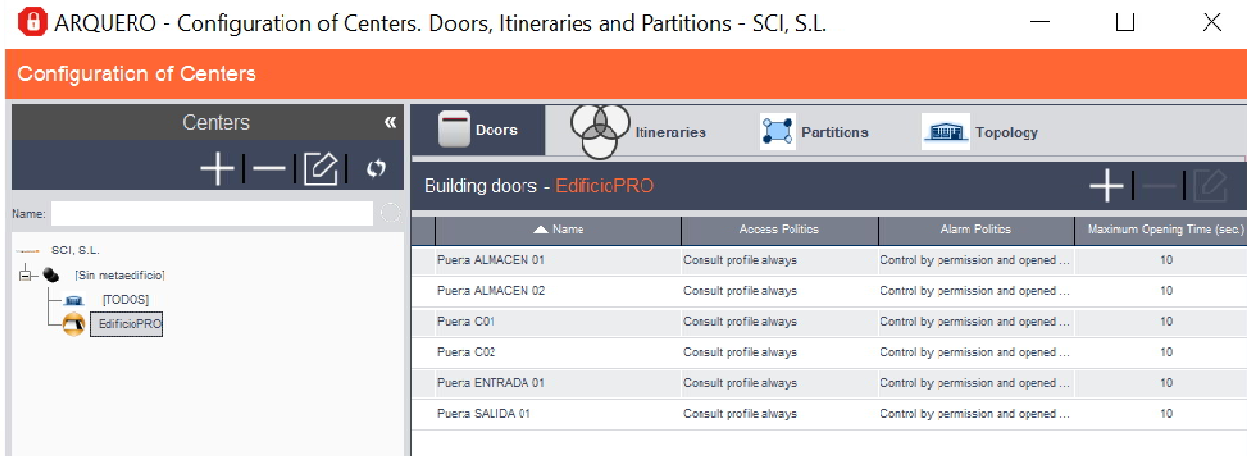 ARQUERO - Configuration of Centers. Doors, Itineraries and Partitions - SCI, S.L.
Configuration of Centers
Centers «
Name:
SCI, S.L.
[Sin metaedificio]
[TODOS]
EdificioPRO
Doors Itineraries Partitions Topology
Building doors - EdificioPRO
Name Access Politics Alarm Politics Maximum Opening Time (sec.)
Puerta ALMACEN 01 Consult profile always Control by permission and opened ... 10
Puerta ALMACEN 02 Consult profile always Control by permission and opened ... 10
Puerta C01 Consult profile always Control by permission and opened ... 10
Puerta C02 Consult profile always Control by permission and opened ... 10
Puerta ENTRADA 01 Consult profile always Control by permission and opened ... 10
Puerta SALIDA 01 Consult profile always Control by permission and opened ... 10